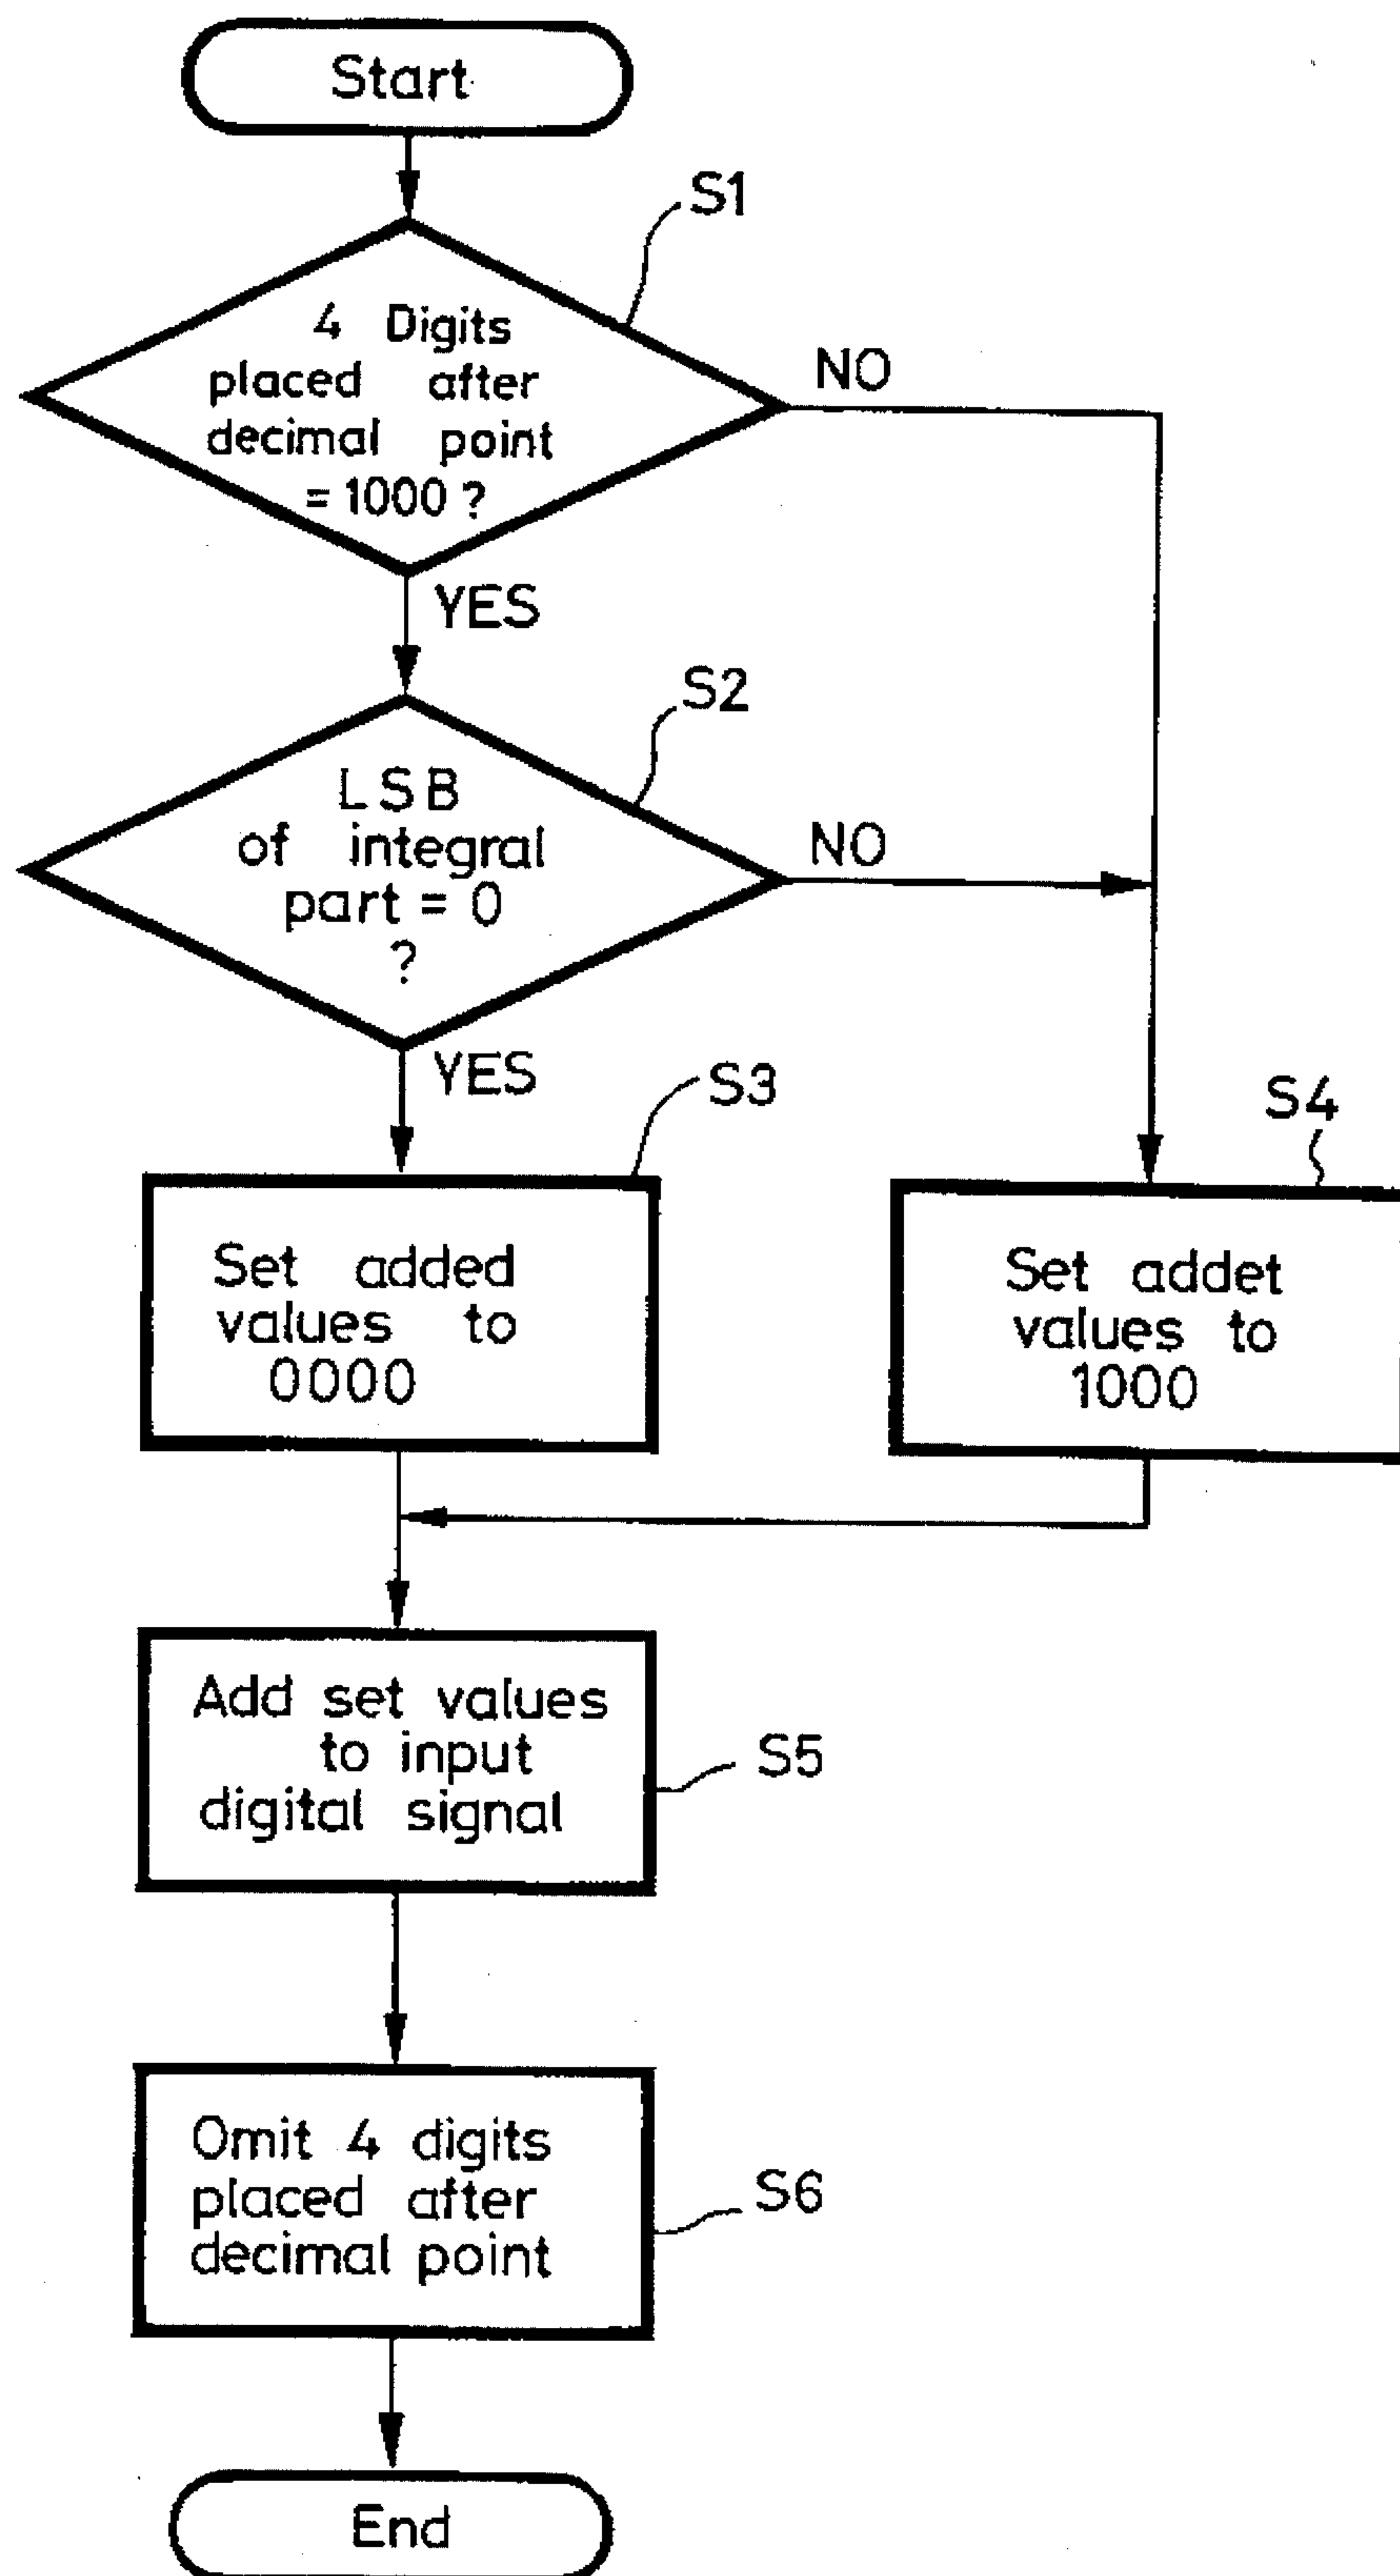 Start
S1
4 Digits
placed after
decimal point
= 1000 ?
NO
YES
S2
LSB
of integral
part = 0
?
NO
YES
S3
Set added
values to
0000
S4
Set addet
values to
1000
Add set values
to input
digital signal
S5
Omit 4 digits
placed after
decimal point
S6
End